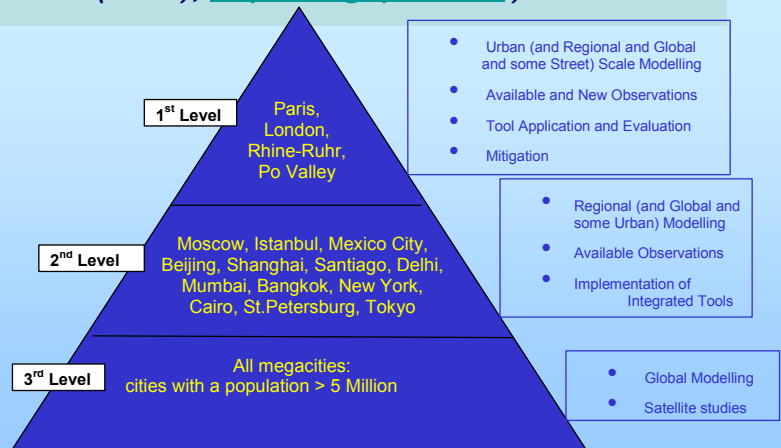 1st Level
Paris,
London,
Rhine-Ruhr,
Po Valley
• Urban (and Regional and Global
and some Street) Scale Modelling
• Available and New Observations
• Tool Application and Evaluation
• Mitigation
2nd Level
Moscow, Istanbul, Mexico City,
Beijing, Shanghai, Santiago, Delhi,
Mumbai, Bangkok, New York,
Cairo, St.Petersburg, Tokyo
• Regional (and Global and
some Urban) Modelling
• Available Observations
• Implementation of
Integrated Tools
3rd Level
All megacities:
cities with a population > 5 Million
• Global Modelling
• Satellite studies